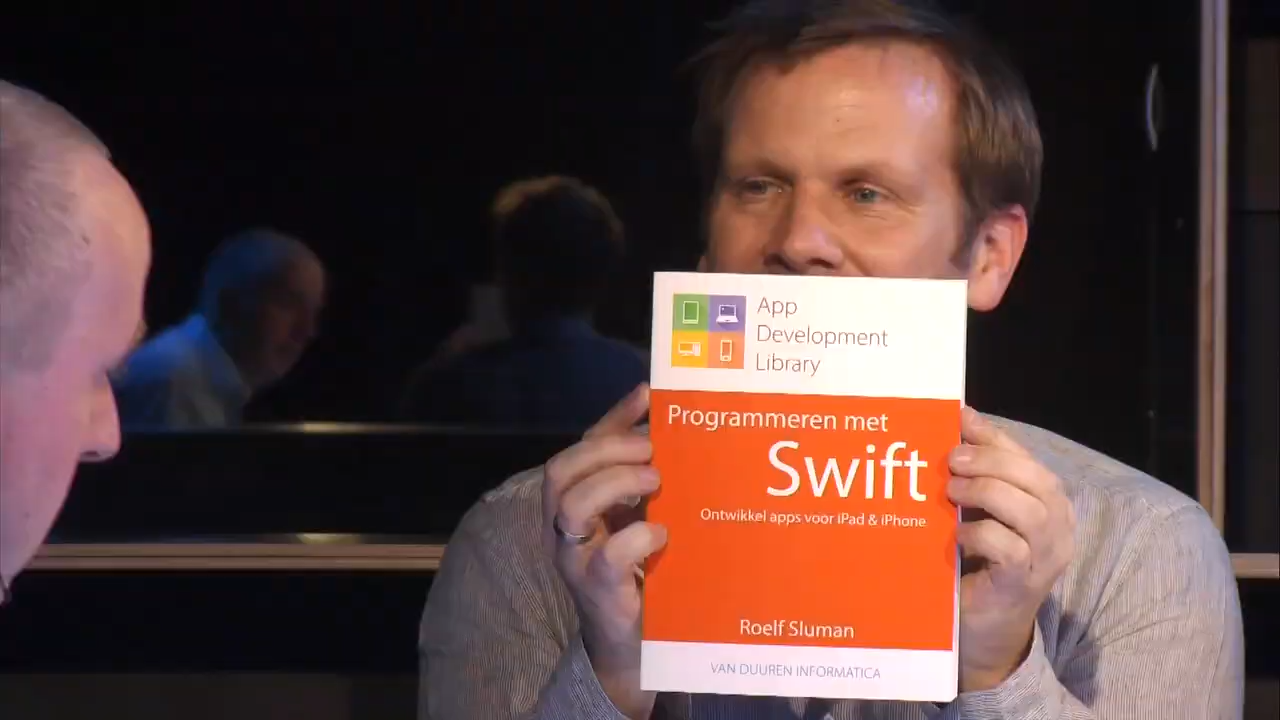 App
Development
Library
Programmeren met
Swift
Ontwikkel apps voor iPad & iPhone
Roelf Sluman
VAN DUUREN INFORMATICA